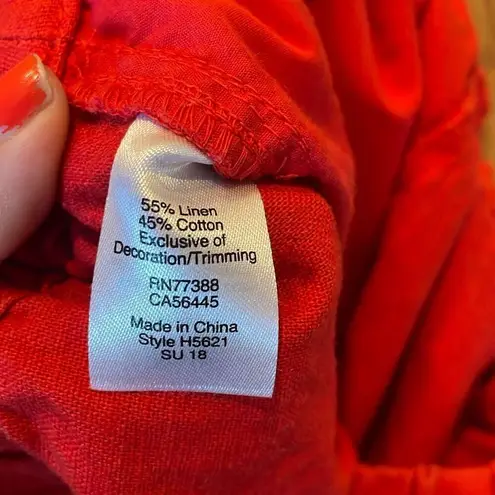 55% Linen
45% Cotton
Exclusive of
Decoration/Trimming
RN77388
CA56445
Made in China
Style H5621
SU 18